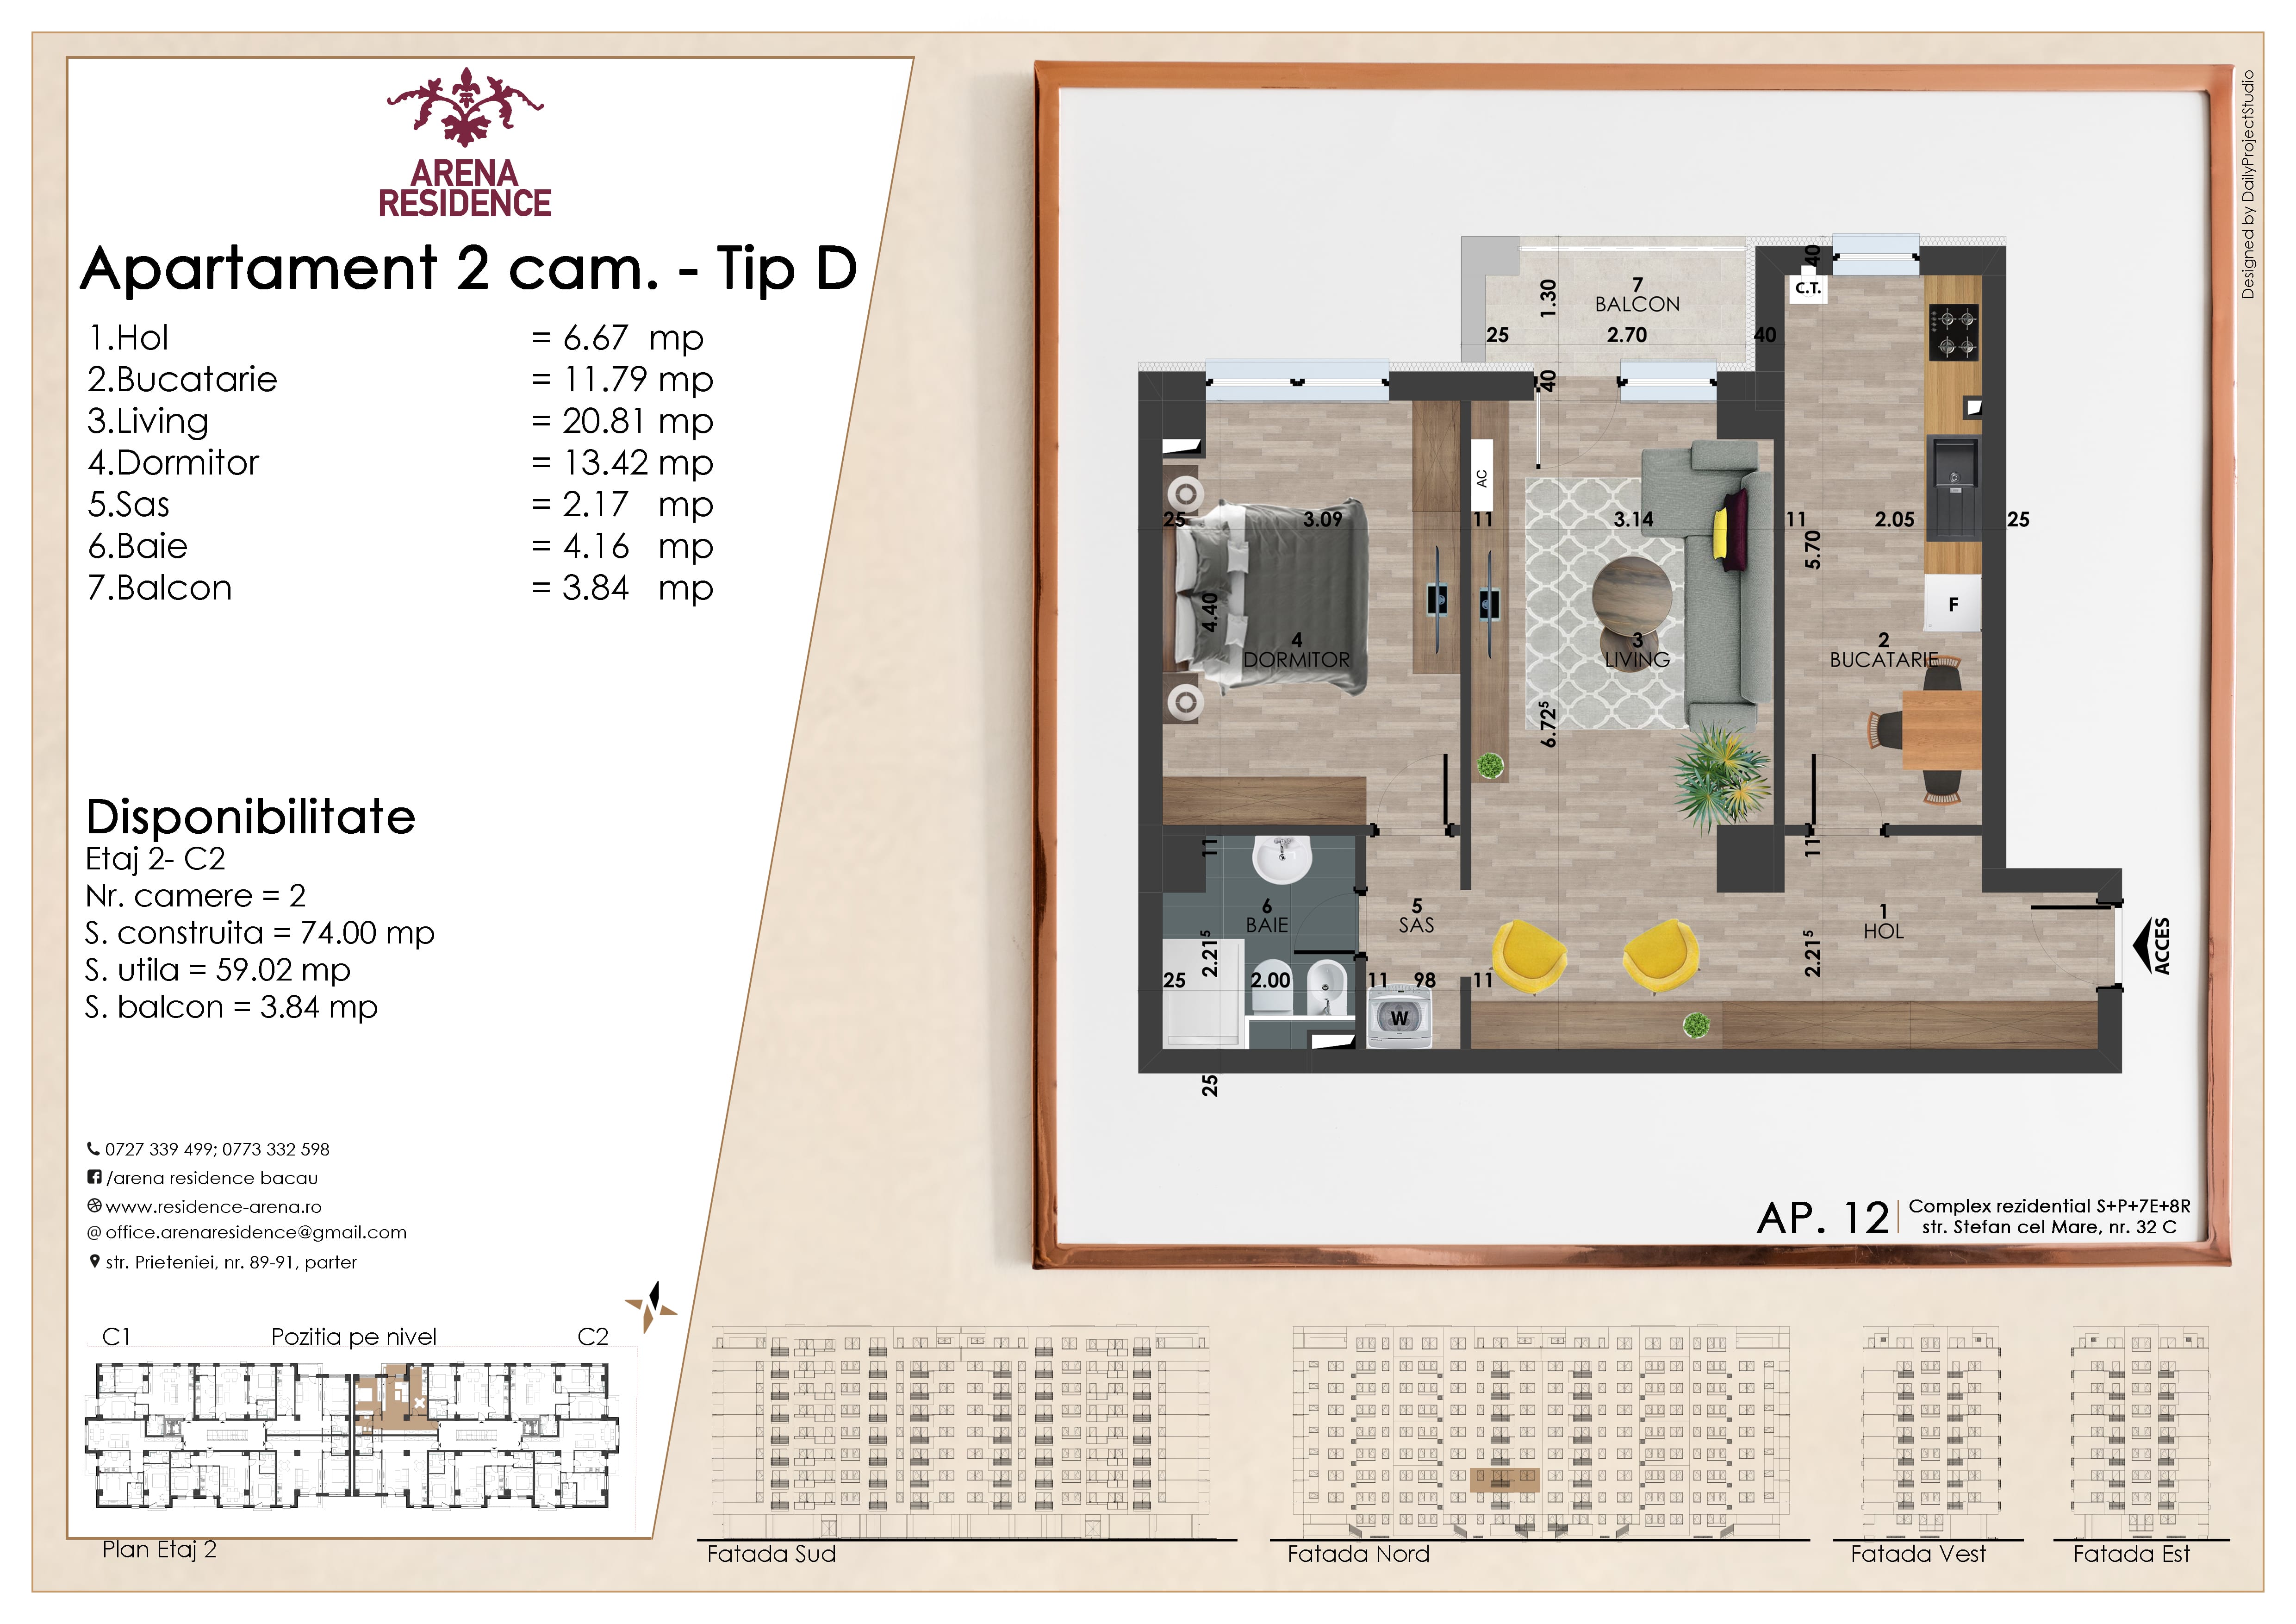 ARENA
RESIDENCE
Apartament 2 cam. - Tip D
1.Hol = 6.67 mp
2.Bucatarie = 11.79 mp
3.Living = 20.81 mp
4.Dormitor = 13.42 mp
5.Sas = 2.17 mp
6.Baie = 4.16 mp
7.Balcon = 3.84 mp
Disponibilitate
Etaj 2- C2
Nr. camere = 2
S. construita = 74.00 mp
S. utila = 59.02 mp
S. balcon = 3.84 mp
0727 339 499; 0773 332 598
/arena residence bacau
www.residence-arena.ro
@ office.arenaresidence@gmail.com
str. Prieteniei, nr. 89-91, parter
C1 Pozitia pe nivel C2
Plan Etaj 2
Designed by DailyProjectStudio
40
C.T.
7
BALCON
1.30
25 2.70 40
40
AC
25 3.09 11 3.14 11 2.05 25
5.70
4.40
F
4
DORMITOR
3
LIVING
2
BUCATARIE
6.72⁵
11
11
6
BAIE
5
SAS
1
HOL
2.21⁵
2.21⁵
ACCES
25 2.00 11 98 11
W
25
AP. 12
Complex rezidential S+P+7E+8R
str. Stefan cel Mare, nr. 32 C
Fatada Sud
Fatada Nord
Fatada Vest
Fatada Est